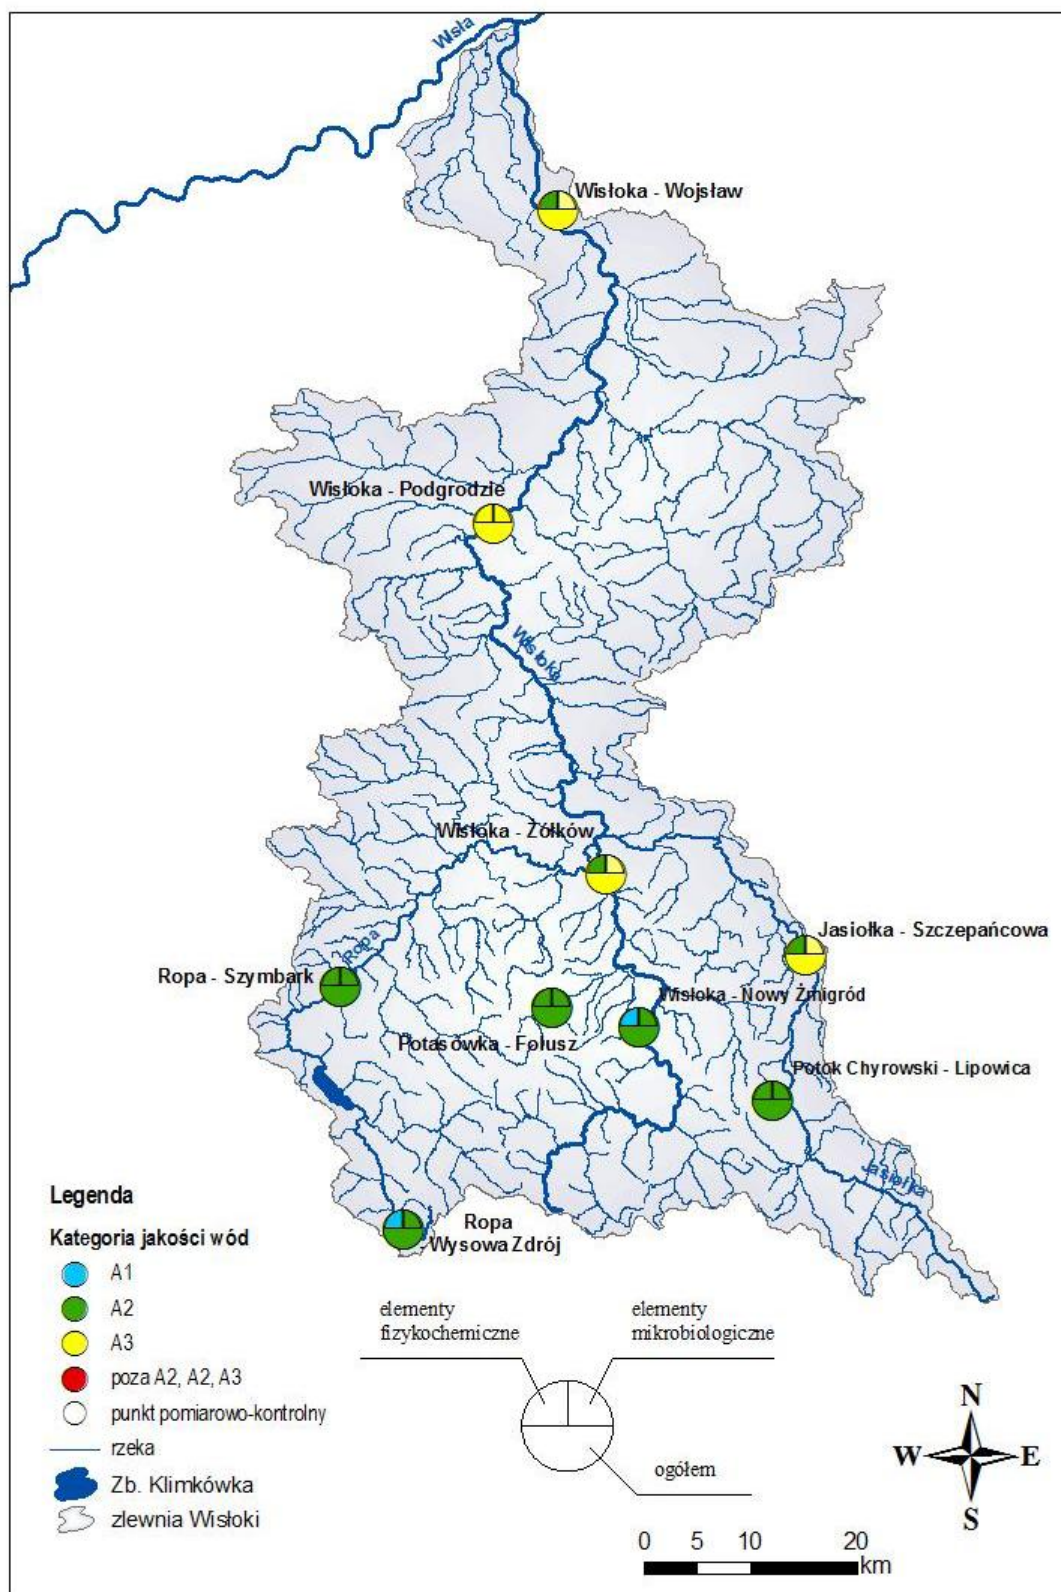 Wisła
Wisłoka - Wojsław
Wisłoka - Podgrodzie
Wisłoka
Wisłoka - Żółków
Jasiołka - Szczepańcowa
Ropa
Ropa - Szymbark
Wisłoka - Nowy Żmigród
Potasówka - Folusz
Potok Chyrowski - Lipowica
Jasiołka
Ropa
Wysowa Zdrój
Legenda
Kategoria jakości wód
A1
A2
A3
poza A2, A2, A3
punkt pomiarowo-kontrolny
rzeka
Zb. Klimkówka
zlewnia Wisłoki
elementy
fizykochemiczne
elementy
mikrobiologiczne
ogółem
N
W
E
S
0 5 10 20
km